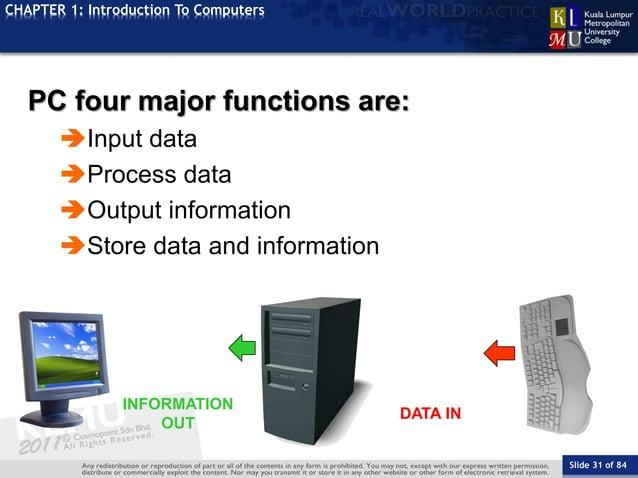 CHAPTER 1: Introduction To Computers
REALWORLDPRACTICE
KL
MU
Kuala Lumpur
Metropolitan
University
College
PC four major functions are:
Input data
Process data
Output information
Store data and information
INFORMATION
OUT
DATA IN
2011© Cosmopoint Sdn Bhd.
All Rights Reserved.
Any redistribution or reproduction of part or all of the contents in any form is prohibited. You may not, except with our express written permission,
distribute or commercially exploit the content. Nor may you transmit it or store it in any other website or other form of electronic retrieval system.
Slide 31 of 84